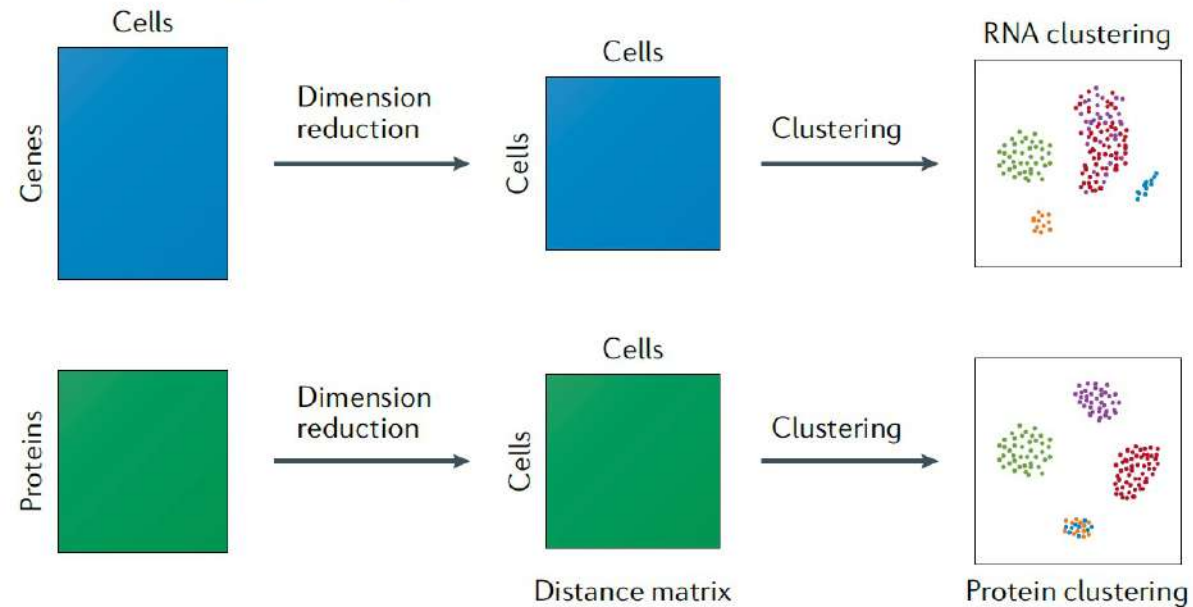 Cells
Genes
Dimension
reduction
Cells
Cells
Clustering
RNA clustering
Proteins
Dimension
reduction
Cells
Cells
Clustering
Distance matrix
Protein clustering